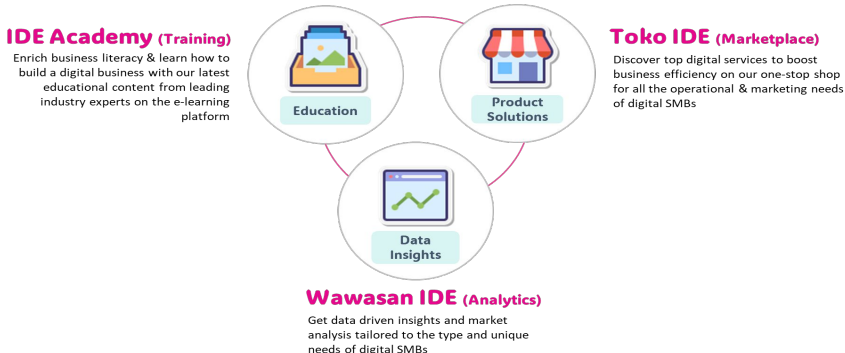 IDE Academy (Training)
Enrich business literacy & learn how to
build a digital business with our latest
educational content from leading
industry experts on the e-learning
platform
Education
Product
Solutions
Toko IDE (Marketplace)
Discover top digital services to boost
business efficiency on our one-stop shop
for all the operational & marketing needs
of digital SMBs
Data
Insights
Wawasan IDE (Analytics)
Get data driven insights and market
analysis tailored to the type and unique
needs of digital SMBs